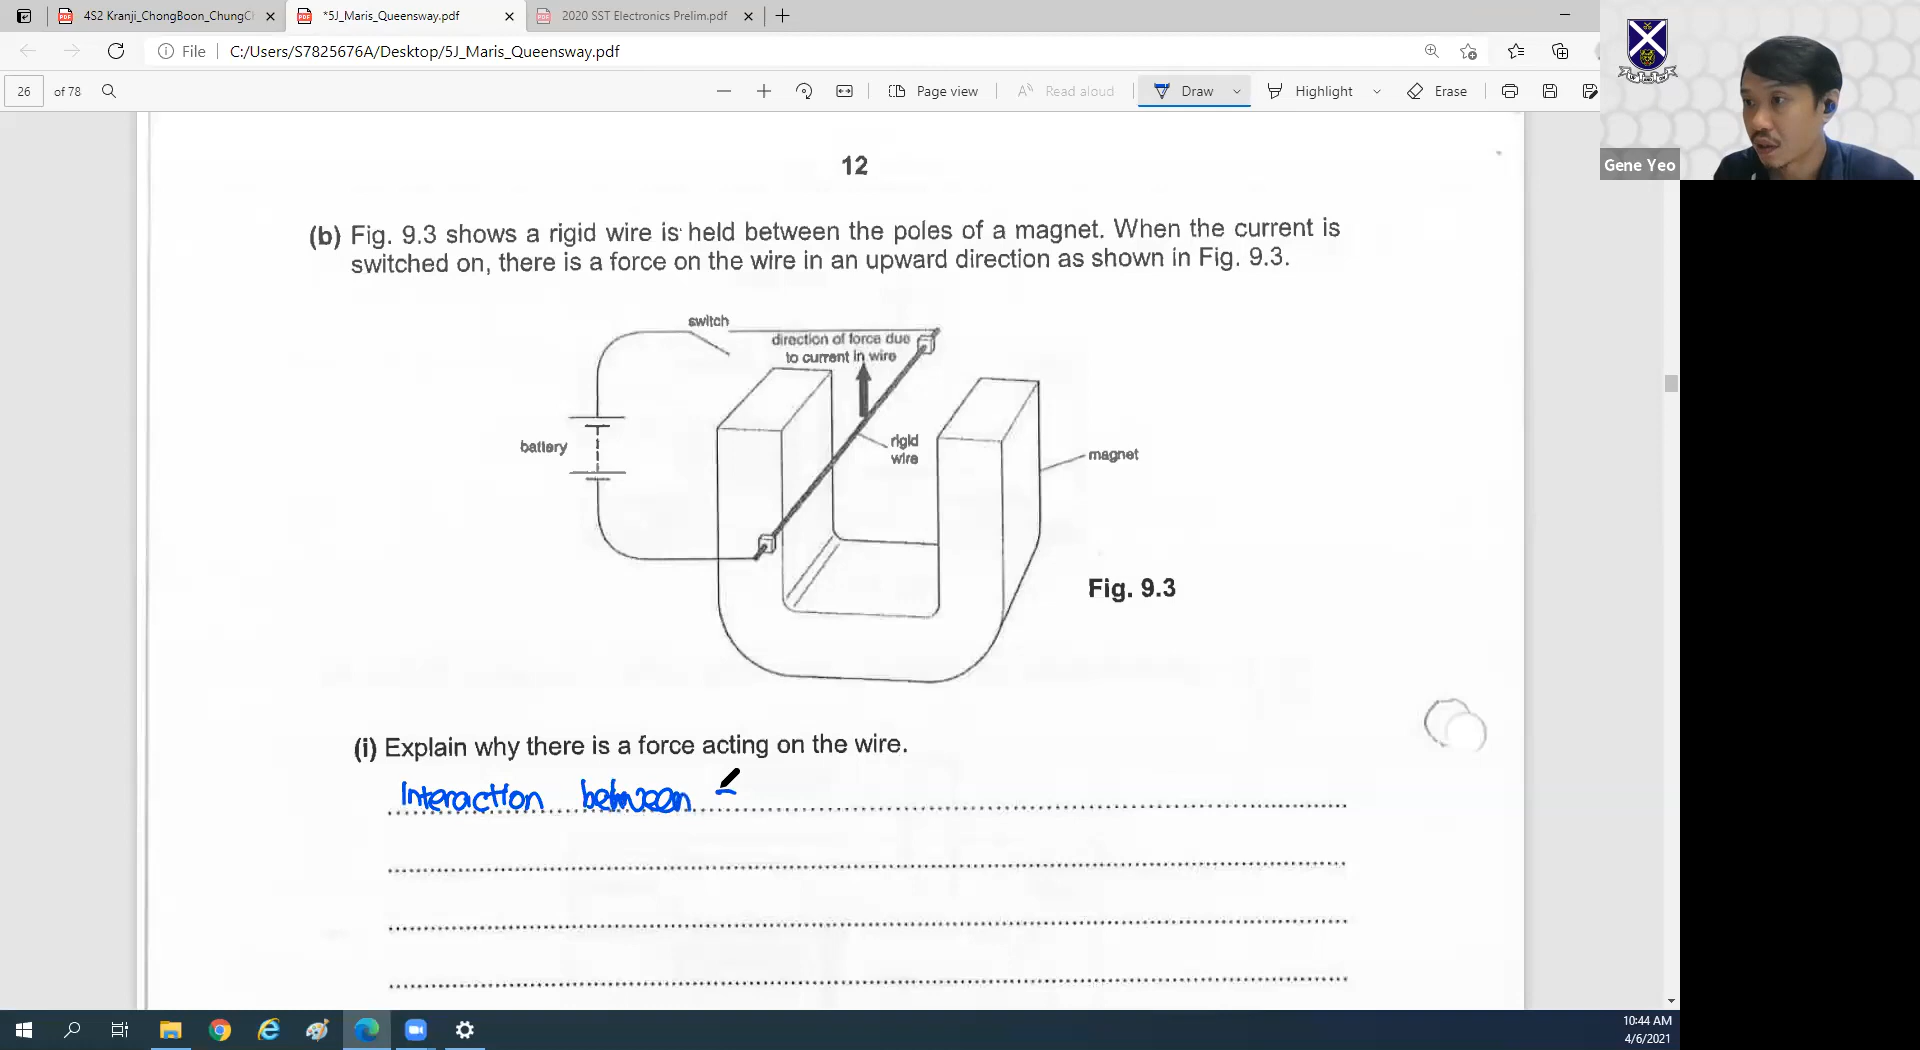 4S2 Kranji_ChongBoon_ChungC
*5J_Maris_Queensway.pdf
2020 SST Electronics Prelim.pdf
File
C:/Users/S7825676A/Desktop/5J_Maris_Queensway.pdf
26 of 78
Page view
Read aloud
Draw
Highlight
Erase
Gene Yeo
12
(b) Fig. 9.3 shows a rigid wire is held between the poles of a magnet. When the current is
switched on, there is a force on the wire in an upward direction as shown in Fig. 9.3.
switch
direction of force due
to current in wire
battery
rigid
wire
magnet
Fig. 9.3
(i) Explain why there is a force acting on the wire.
Interaction between
10:44 AM
4/6/2021